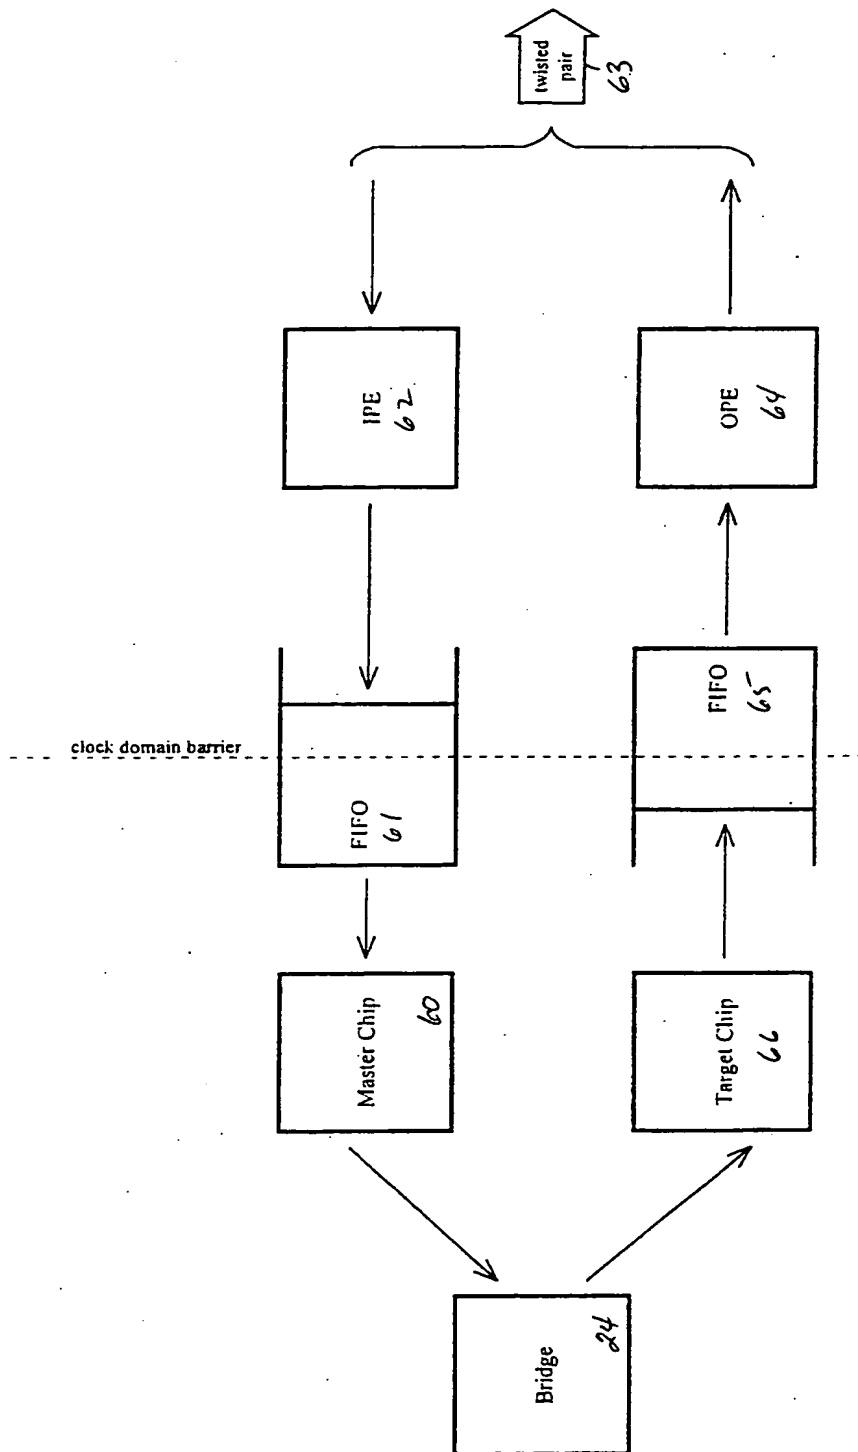 twisted
pair
63
IPE
62
OPE
64
FIFO
65
clock domain barrier
FIFO
61
Master Chip
60
Target Chip
66
Bridge
24